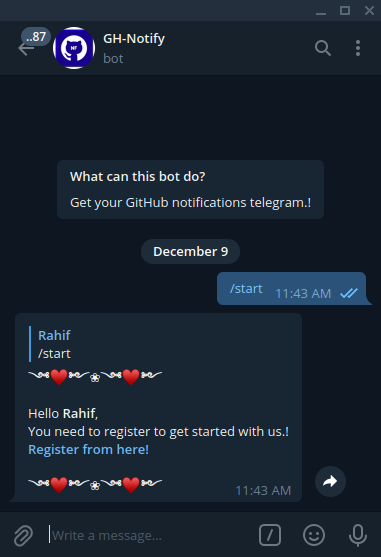 ..87
GH-Notify
bot
NF
What can this bot do?
Get your GitHub notifications telegram.!
December 9
/start 11:43 AM
Rahif
/start
Hello Rahif,
You need to register to get started with us.!
Register from here!
11:43 AM
Write a message...